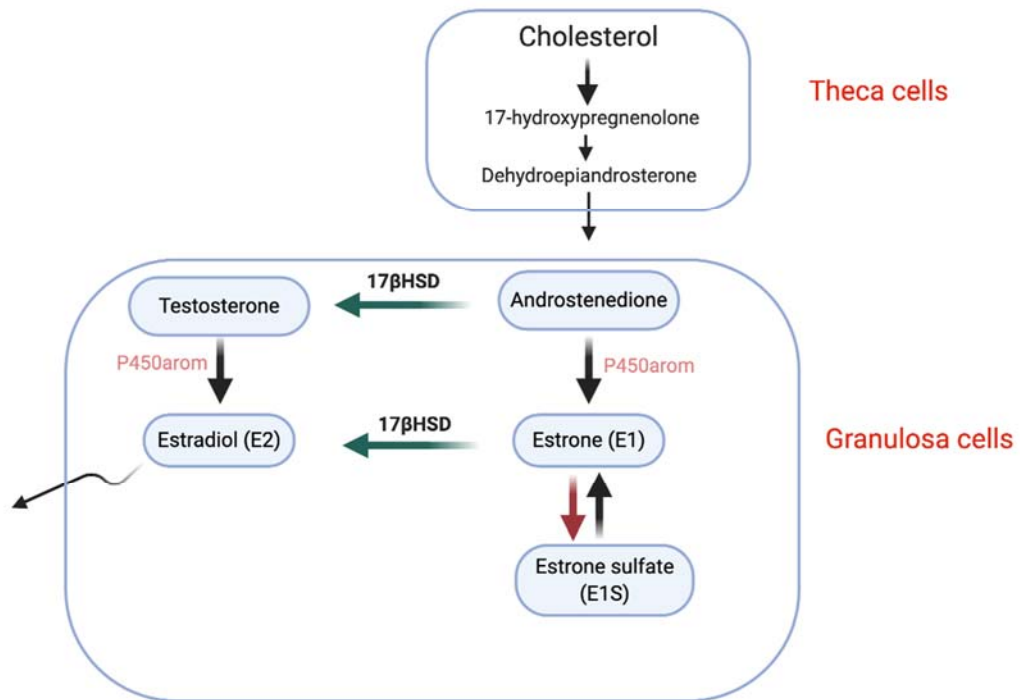 Cholesterol
Theca cells
17-hydroxypregnenolone
Dehydroepiandrosterone
17βHSD
Testosterone
Androstenedione
P450arom
P450arom
17βHSD
Estradiol (E2)
Estrone (E1)
Granulosa cells
Estrone sulfate
(E1S)